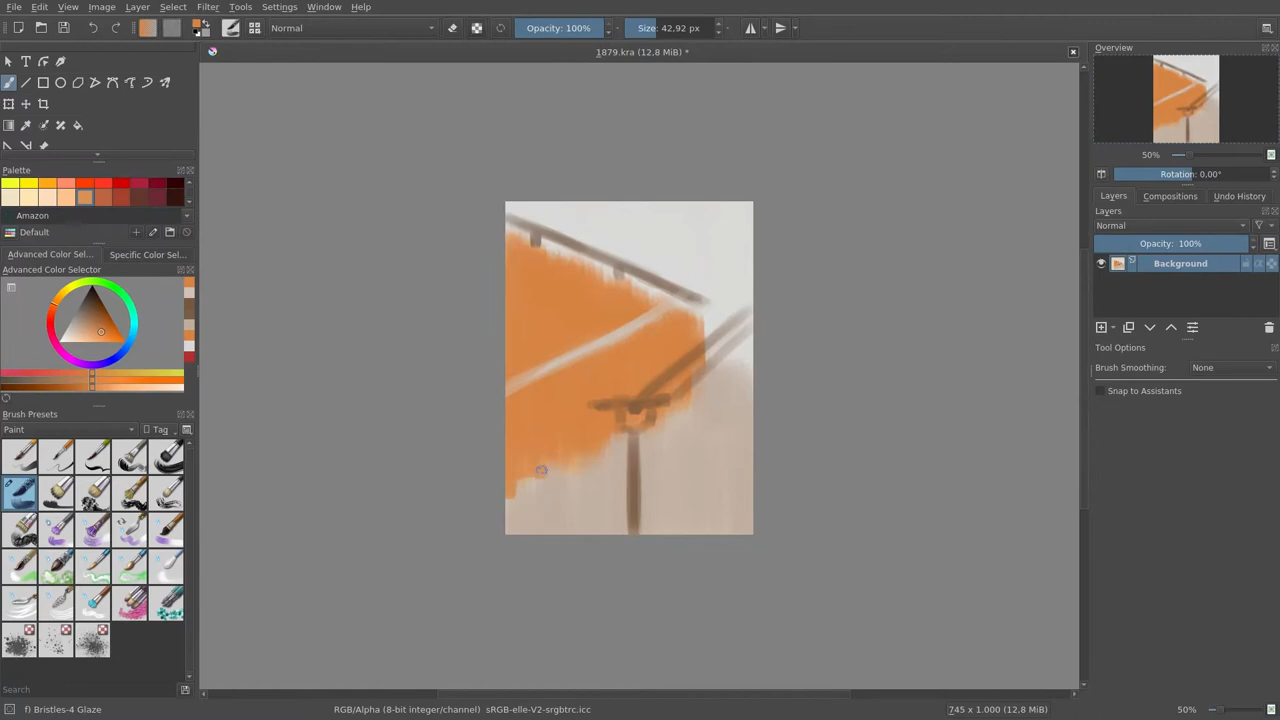 File Edit View Image Layer Select Filter Tools Settings Window Help
Normal Opacity: 100% Size: 42,92 px
1879.kra (12,8 MiB) *
Overview
50%
Rotation: 0,00°
Palette
Amazon
Default
Layers Compositions Undo History
Layers
Normal
Opacity: 100%
Background
Advanced Color Sel... Specific Color Sel...
Advanced Color Selector
Tool Options
Brush Smoothing: None
Snap to Assistants
Brush Presets
Paint Tag
Search
f) Bristles-4 Glaze RGB/Alpha (8-bit integer/channel) sRGB-elle-V2-srgbtrc.icc 745 x 1.000 (12,8 MiB) 50%